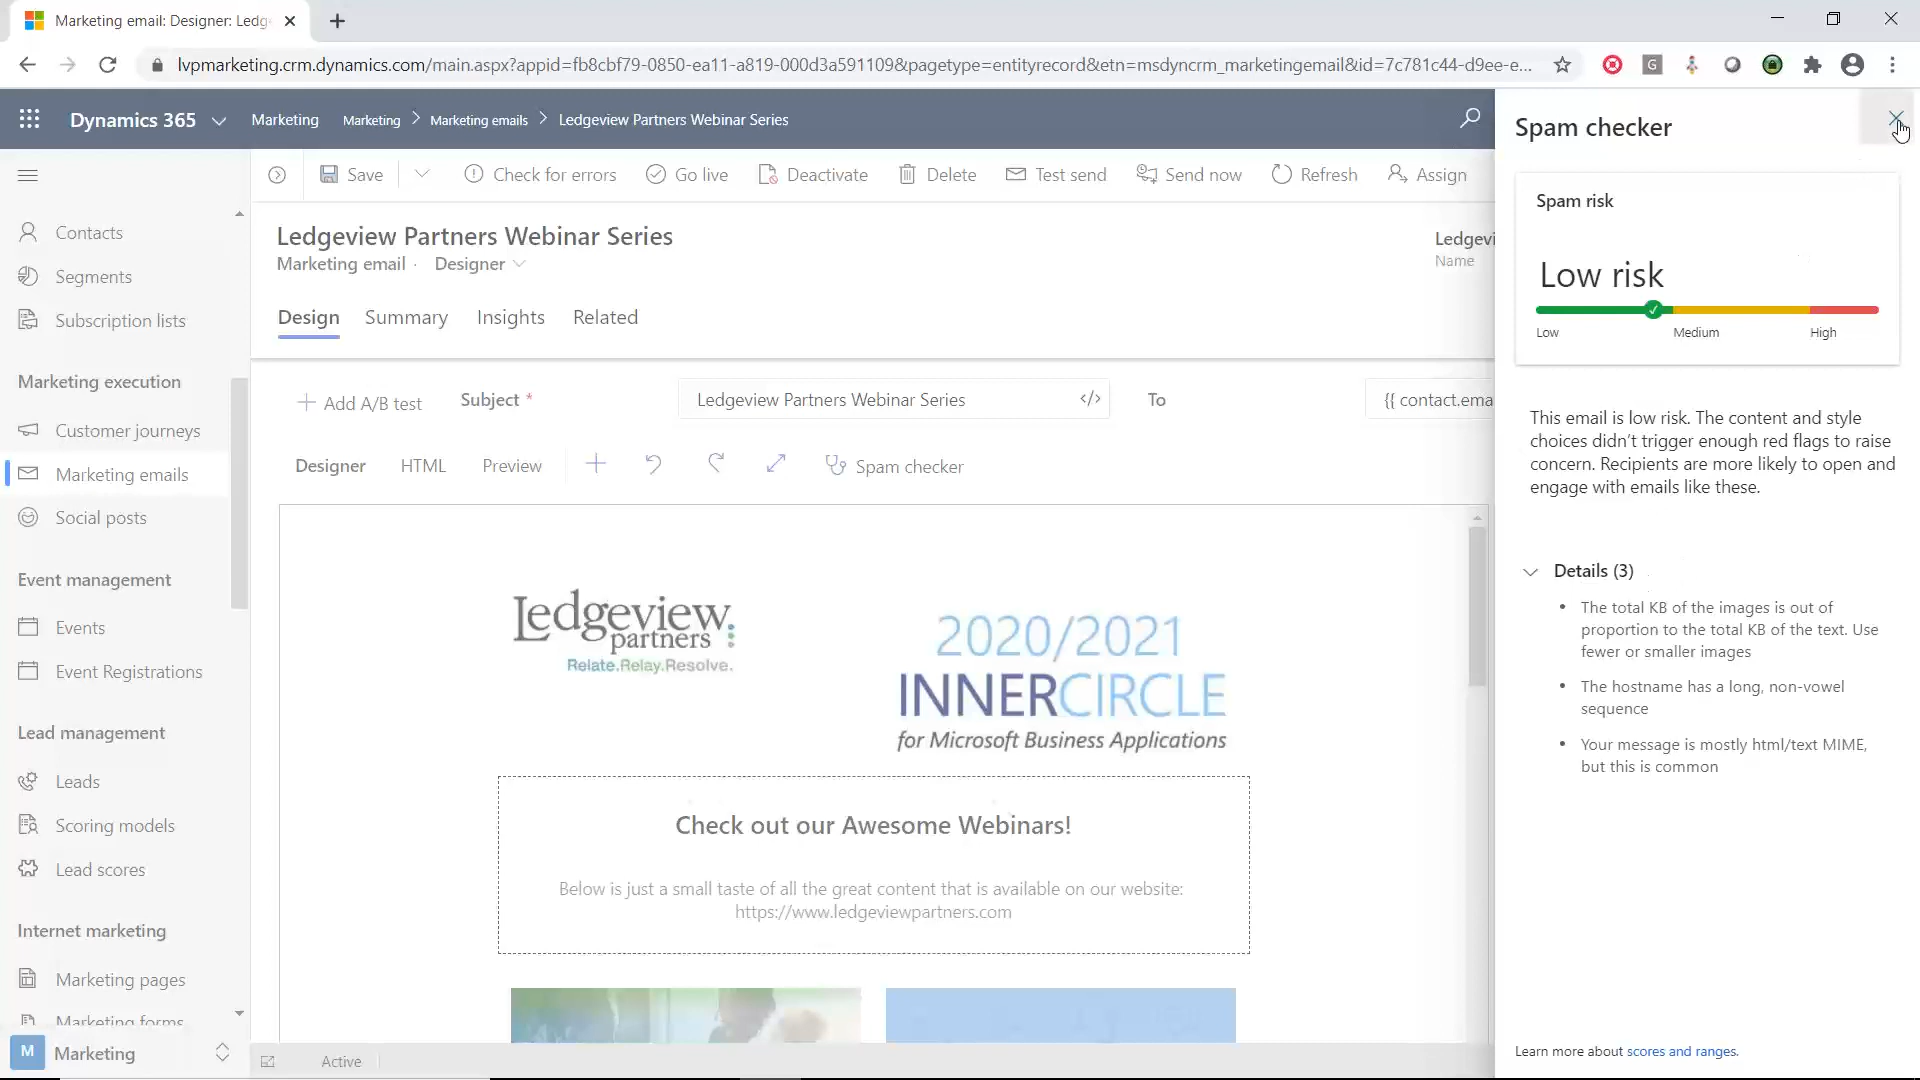 Marketing email: Designer: Ledg
lvpmarketing.crm.dynamics.com/main.aspx?appid=fb8cbf79-0850-ea11-a819-000d3a591109&pagetype=entityrecord&etn=msdyncrm_marketingemail&id=7c781c44-d9ee-e...
G
Dynamics 365
Marketing
Marketing
Marketing emails
Ledgeview Partners Webinar Series
Save
Check for errors
Go live
Deactivate
Delete
Test send
Send now
Refresh
Assign
Contacts
Segments
Subscription lists
Marketing execution
Customer journeys
Marketing emails
Social posts
Event management
Events
Event Registrations
Lead management
Leads
Scoring models
Lead scores
Internet marketing
Marketing pages
Marketing forms
M
Marketing
Ledgeview Partners Webinar Series
Marketing email · Designer
Ledgevi
Name
Design
Summary
Insights
Related
Add A/B test
Subject *
Ledgeview Partners Webinar Series
</>
To
{{ contact.ema
Designer
HTML
Preview
Spam checker
Ledgeview
partners
Relate.Relay.Resolve.
2020/2021
INNERCIRCLE
for Microsoft Business Applications
Check out our Awesome Webinars!
Below is just a small taste of all the great content that is available on our website:
https://www.ledgeviewpartners.com
Active
Spam checker
Spam risk
Low risk
Low
Medium
High
This email is low risk. The content and style
choices didn't trigger enough red flags to raise
concern. Recipients are more likely to open and
engage with emails like these.
Details (3)
• The total KB of the images is out of
proportion to the total KB of the text. Use
fewer or smaller images
• The hostname has a long, non-vowel
sequence
• Your message is mostly html/text MIME,
but this is common
Learn more about scores and ranges.